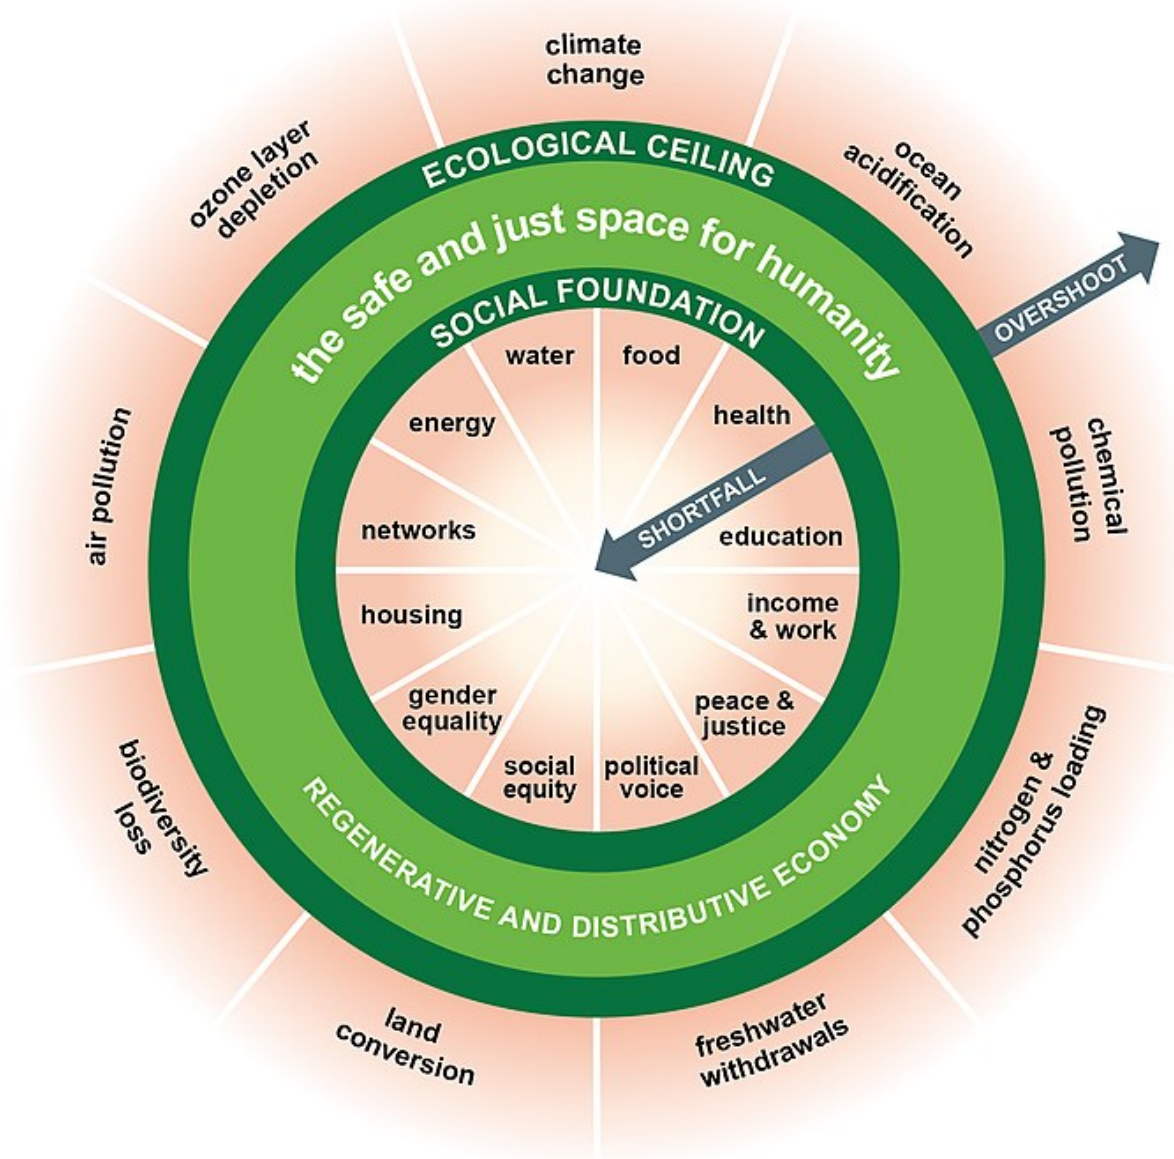 climate
change
ocean
acidification
OVERSHOOT
chemical
pollution
nitrogen &
phosphorus loading
freshwater
withdrawals
land
conversion
biodiversity
loss
air pollution
ozone layer
depletion
ECOLOGICAL CEILING
the safe and just space for humanity
SOCIAL FOUNDATION
water
food
health
SHORTFALL
education
income
& work
peace &
justice
political
voice
social
equity
gender
equality
housing
networks
energy
REGENERATIVE AND DISTRIBUTIVE ECONOMY